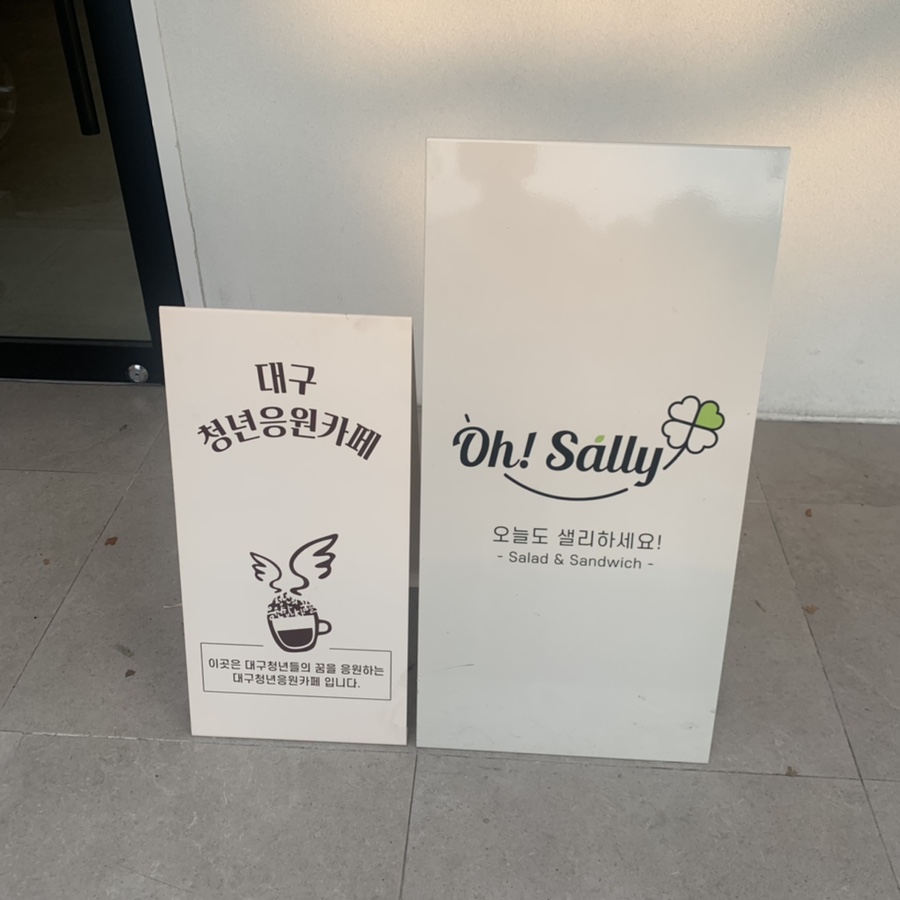 대구
청년응원카페
이곳은 대구청년들의 꿈을 응원하는
대구청년응원카페 입니다.
Oh! Sally
오늘도 샐리하세요!
- Salad & Sandwich -